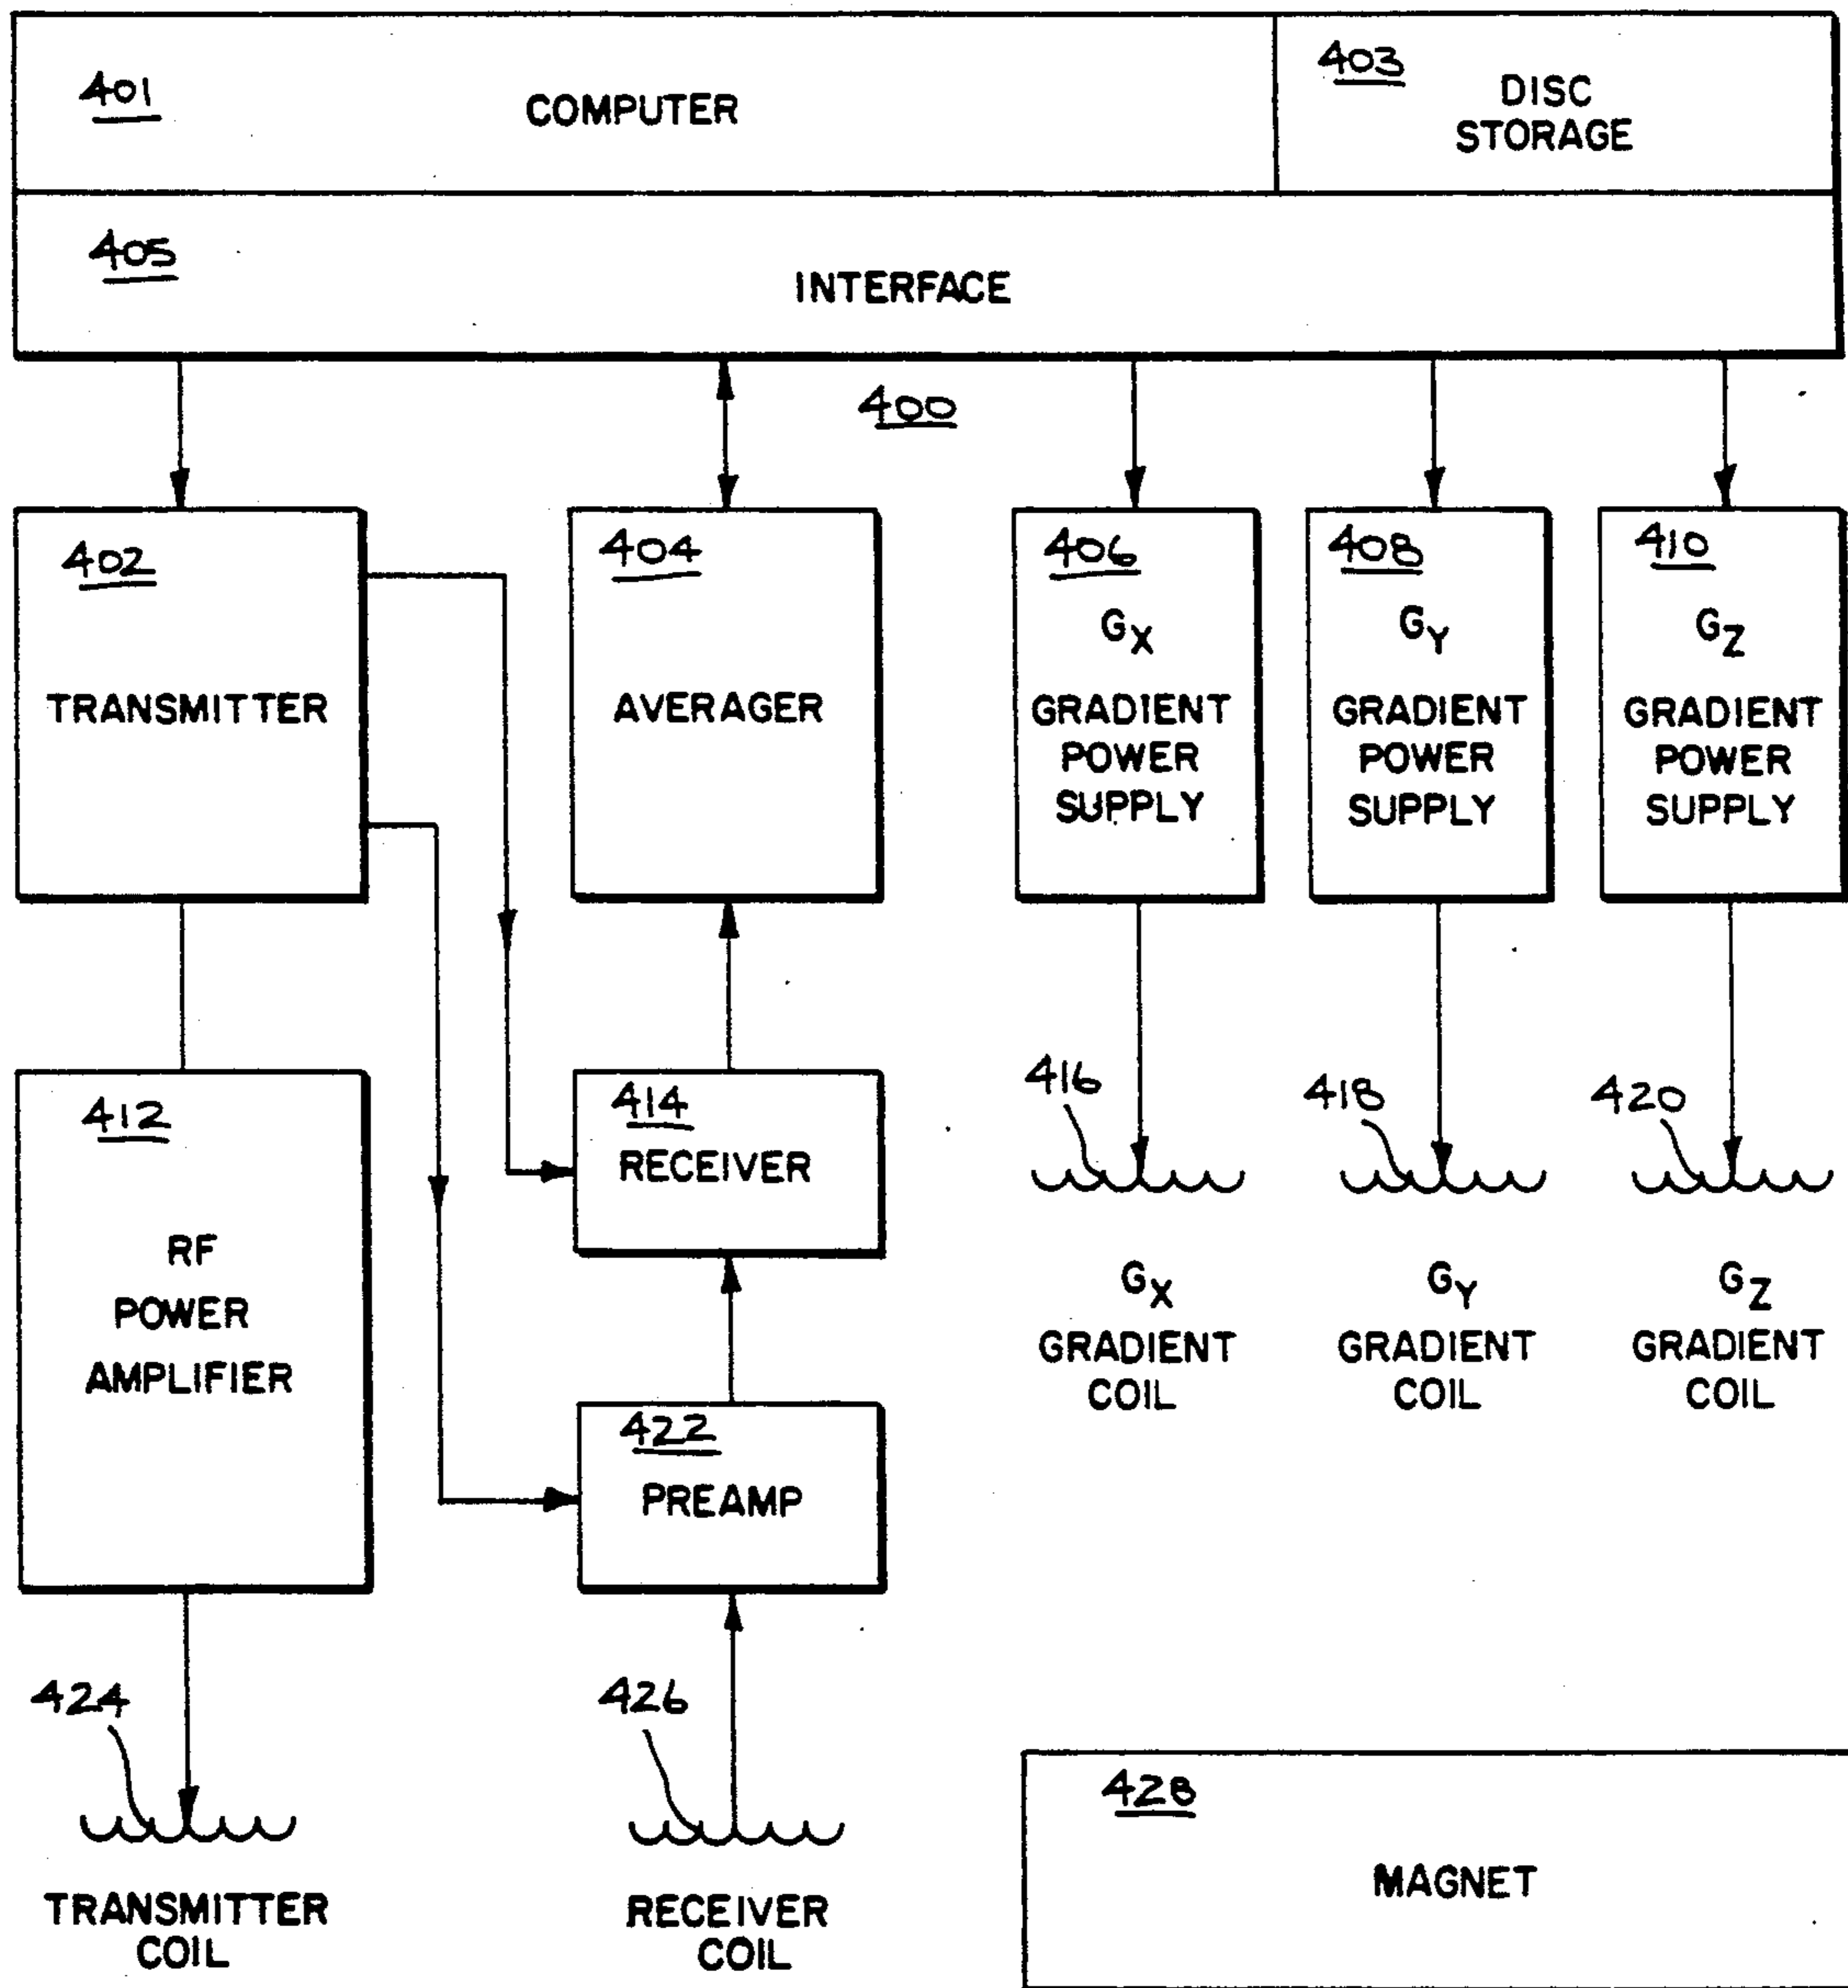 401
COMPUTER
403
DISC
STORAGE
405
INTERFACE
400
402
TRANSMITTER
404
AVERAGER
406
GX
GRADIENT
POWER
SUPPLY
408
GY
GRADIENT
POWER
SUPPLY
410
GZ
GRADIENT
POWER
SUPPLY
412
RF
POWER
AMPLIFIER
414
RECEIVER
416
GX
GRADIENT
COIL
418
GY
GRADIENT
COIL
420
GZ
GRADIENT
COIL
422
PREAMP
424
TRANSMITTER
COIL
426
RECEIVER
COIL
428
MAGNET